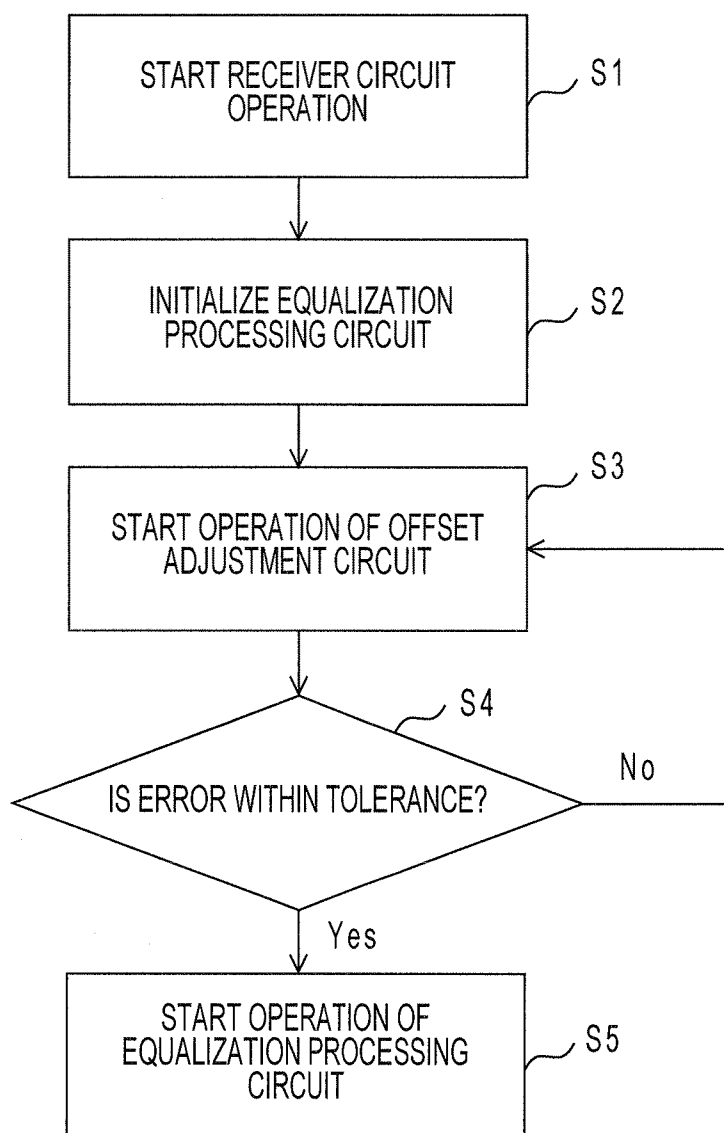 START RECEIVER CIRCUIT
OPERATION
S1
INITIALIZE EQUALIZATION
PROCESSING CIRCUIT
S2
START OPERATION OF OFFSET
ADJUSTMENT CIRCUIT
S3
IS ERROR WITHIN TOLERANCE?
S4
No
Yes
START OPERATION OF
EQUALIZATION PROCESSING
CIRCUIT
S5